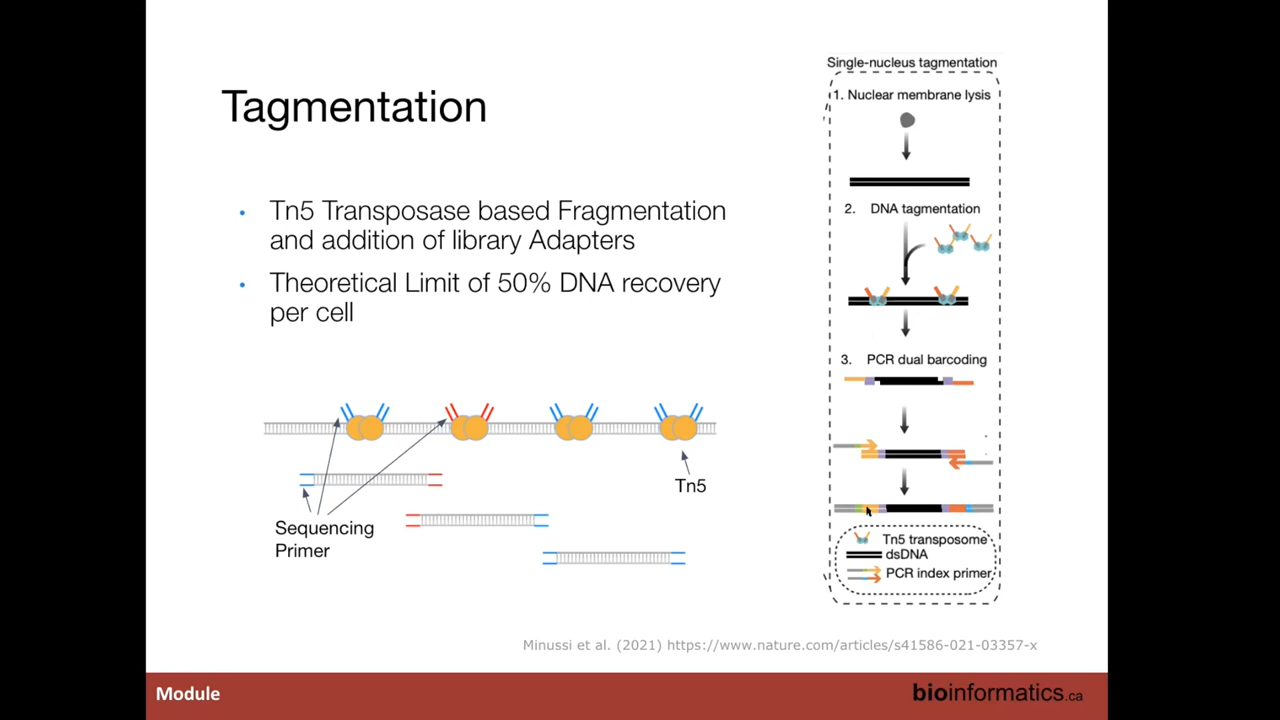 Tagmentation
• Tn5 Transposase based Fragmentation
and addition of library Adapters
• Theoretical Limit of 50% DNA recovery
per cell
Tn5
Sequencing
Primer
Single-nucleus tagmentation
1. Nuclear membrane lysis
2. DNA tagmentation
3. PCR dual barcoding
Tn5 transposome
dsDNA
PCR index primer
Minussi et al. (2021) https://www.nature.com/articles/s41586-021-03357-x
Module
bioinformatics.ca